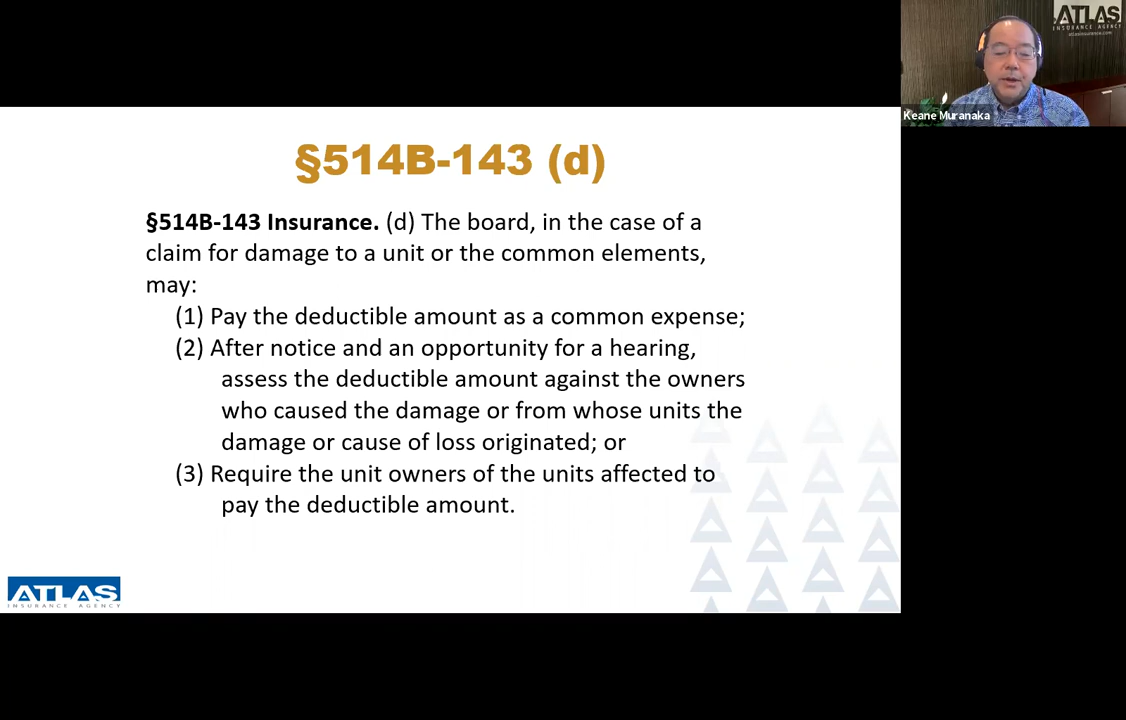 ATLAS
INSURANCE AGENCY
atlasinsurance.com
Keane Muranaka
§514B-143 (d)
§514B-143 Insurance. (d) The board, in the case of a
claim for damage to a unit or the common elements,
may:
(1) Pay the deductible amount as a common expense;
(2) After notice and an opportunity for a hearing,
assess the deductible amount against the owners
who caused the damage or from whose units the
damage or cause of loss originated; or
(3) Require the unit owners of the units affected to
pay the deductible amount.
ATLAS
INSURANCE AGENCY